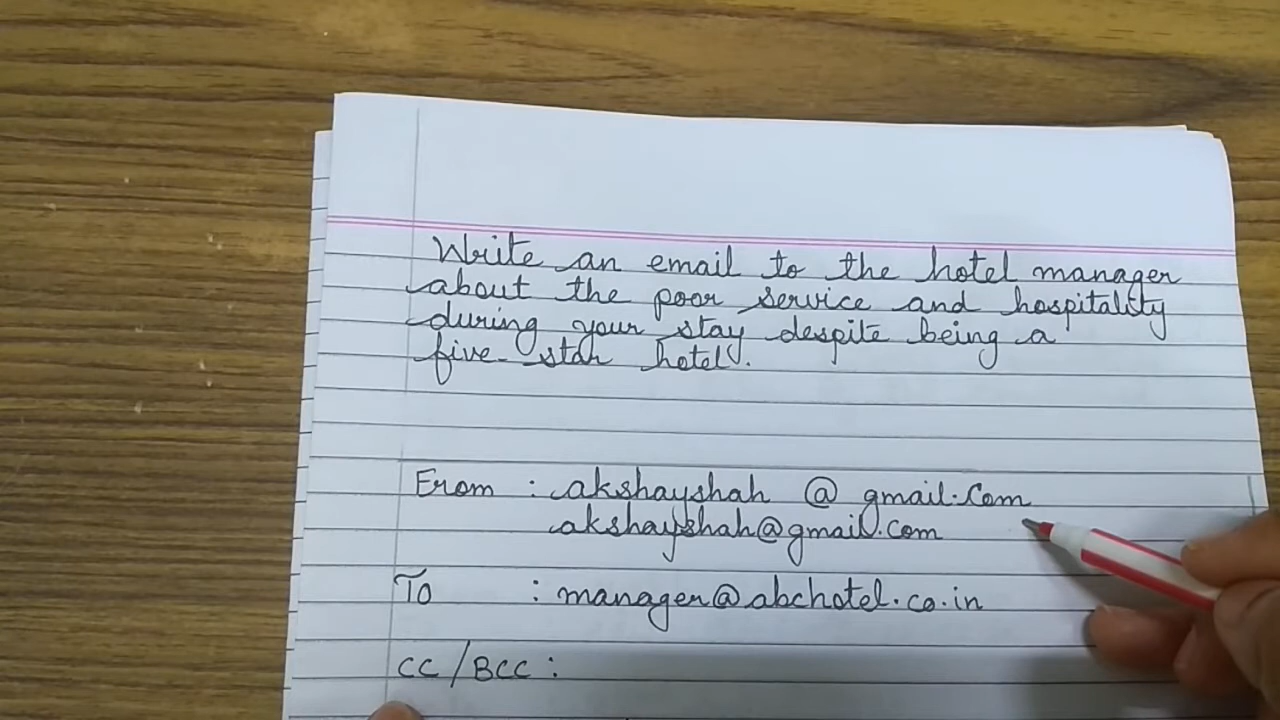 Write an email to the hotel manager
about the poor service and hospitality
during your stay despite being a
five-star hotel.
From : akshayshah @ gmail.Com
akshayshah@gmail.com
To : manager@abchotel.co.in
CC/BCC :